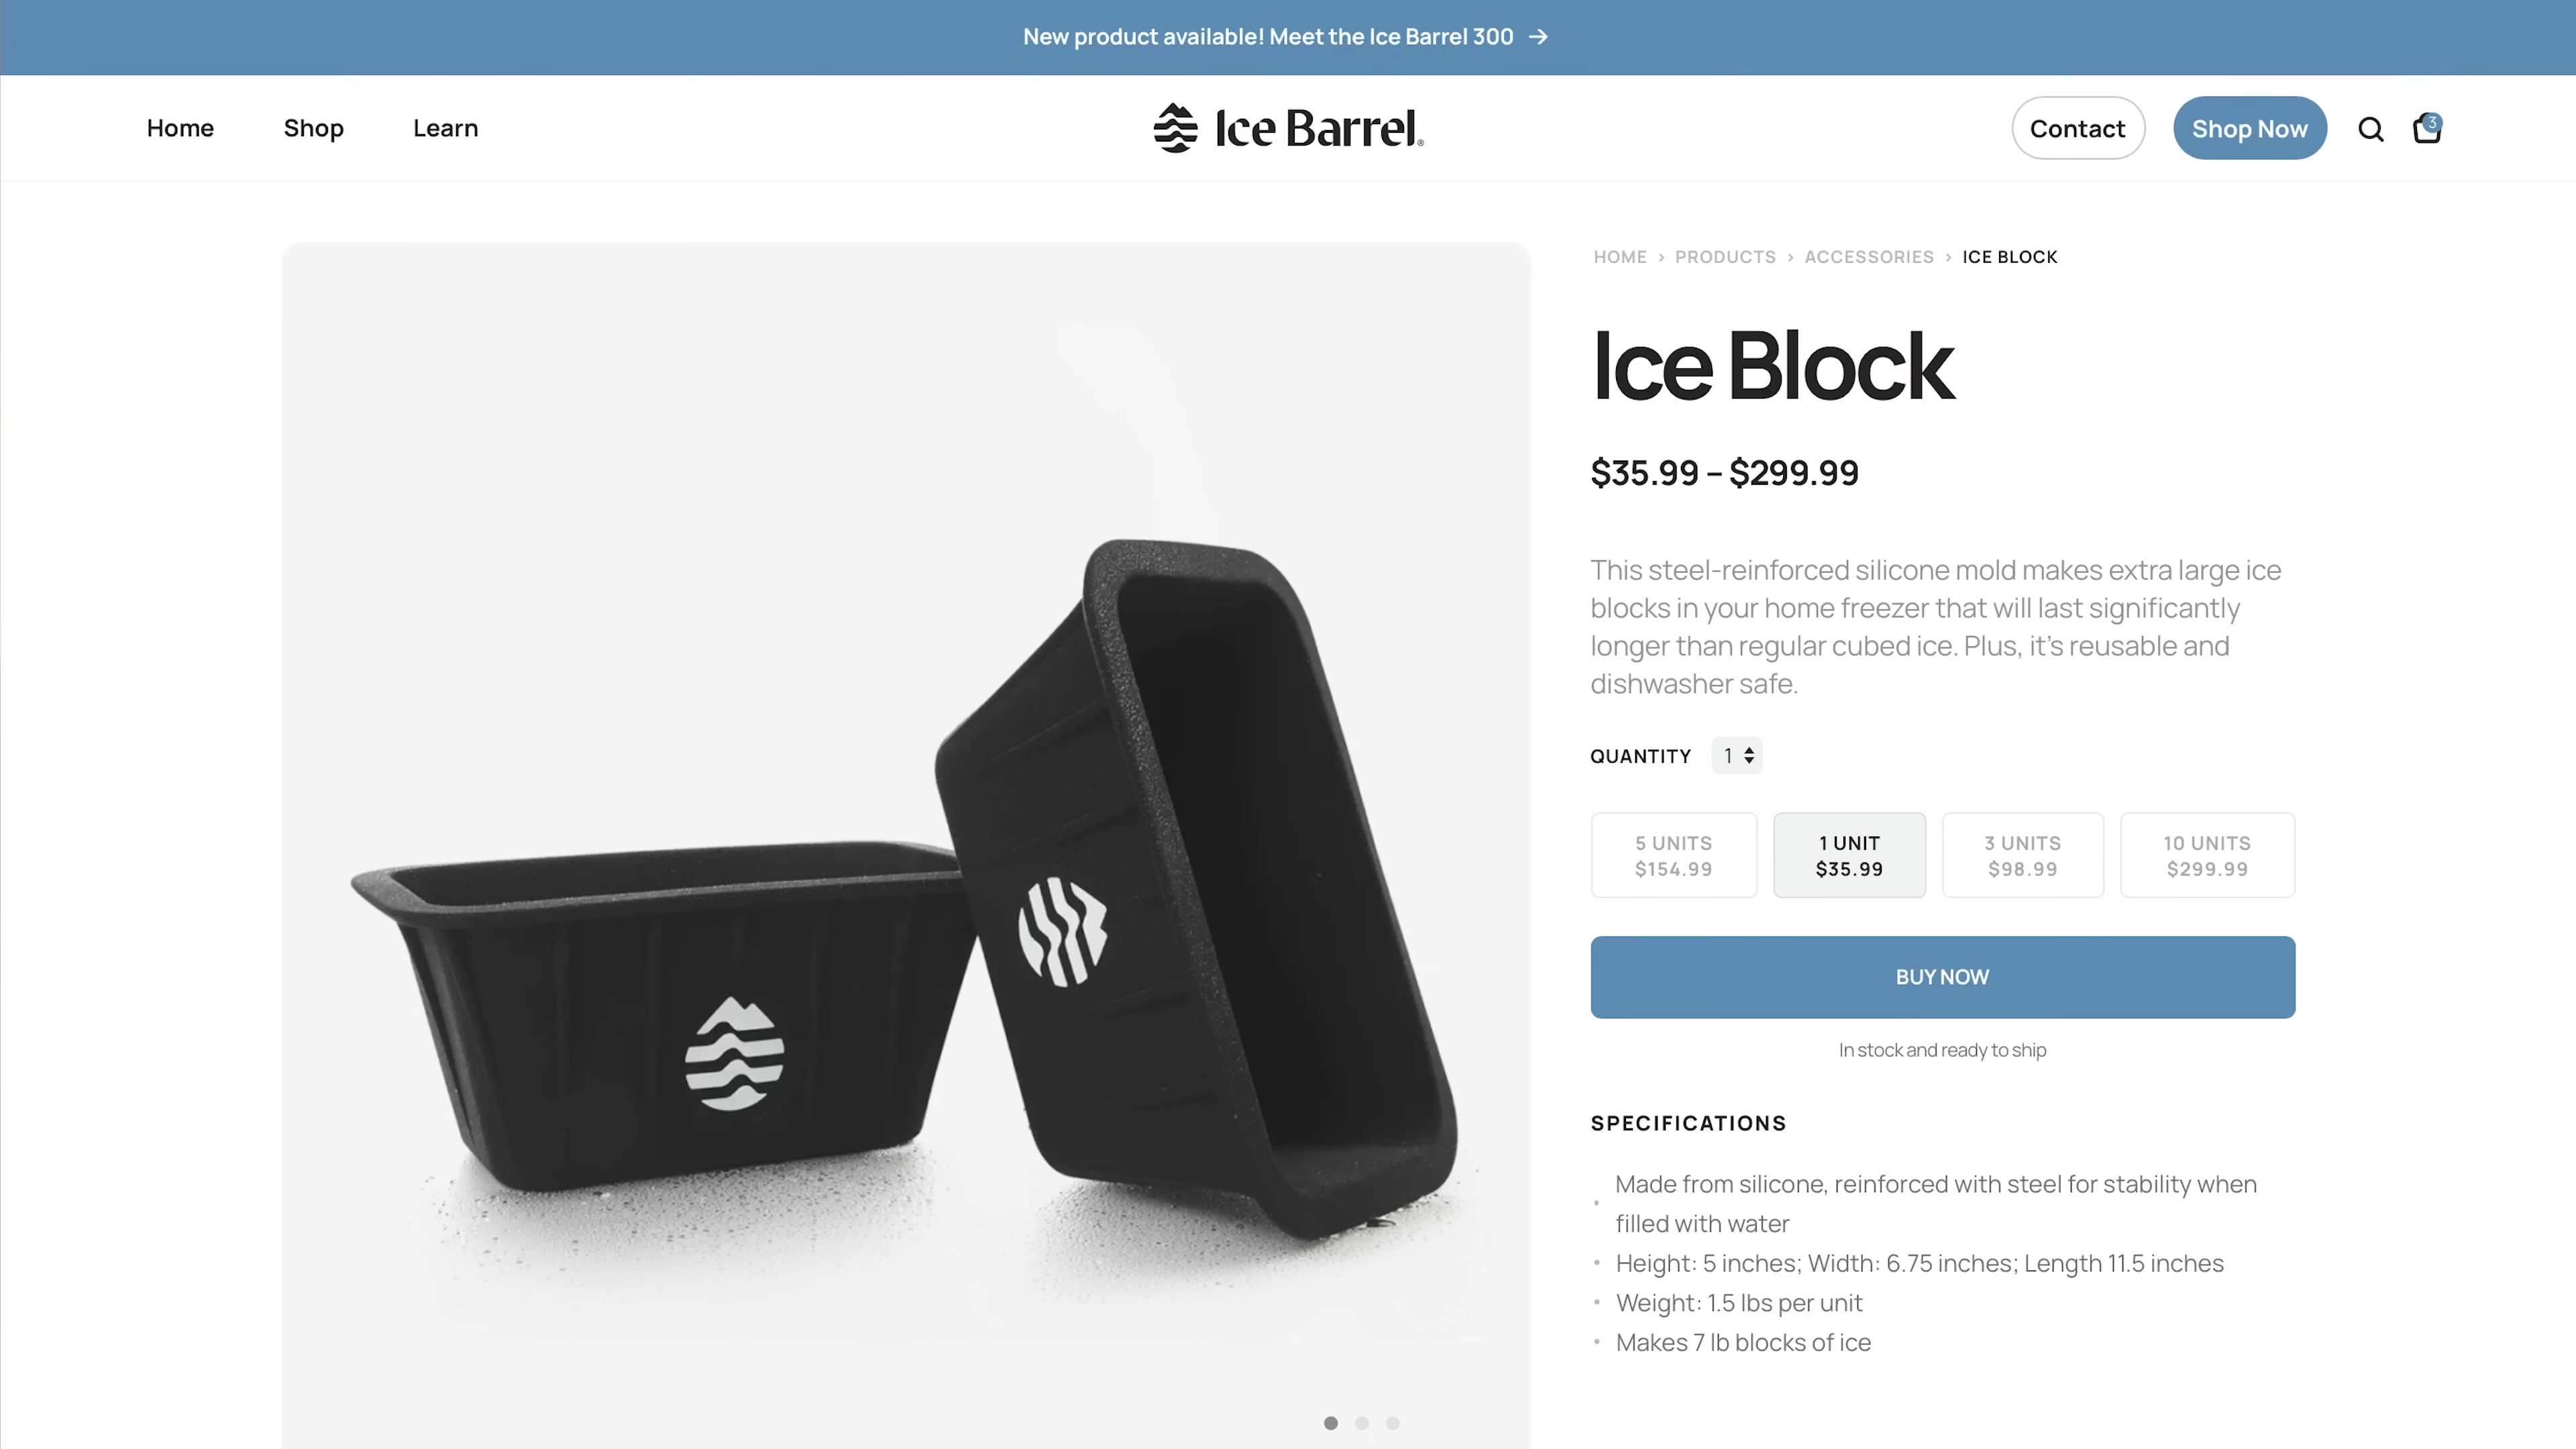 New product available! Meet the Ice Barrel 300 →
Home
Shop
Learn
Ice Barrel®
Contact
Shop Now
3
HOME › PRODUCTS › ACCESSORIES › ICE BLOCK
Ice Block
$35.99 – $299.99
This steel-reinforced silicone mold makes extra large ice
blocks in your home freezer that will last significantly
longer than regular cubed ice. Plus, it’s reusable and
dishwasher safe.
QUANTITY 1
5 UNITS
$154.99
1 UNIT
$35.99
3 UNITS
$98.99
10 UNITS
$299.99
BUY NOW
In stock and ready to ship
SPECIFICATIONS
• Made from silicone, reinforced with steel for stability when
filled with water
• Height: 5 inches; Width: 6.75 inches; Length 11.5 inches
• Weight: 1.5 lbs per unit
• Makes 7 lb blocks of ice